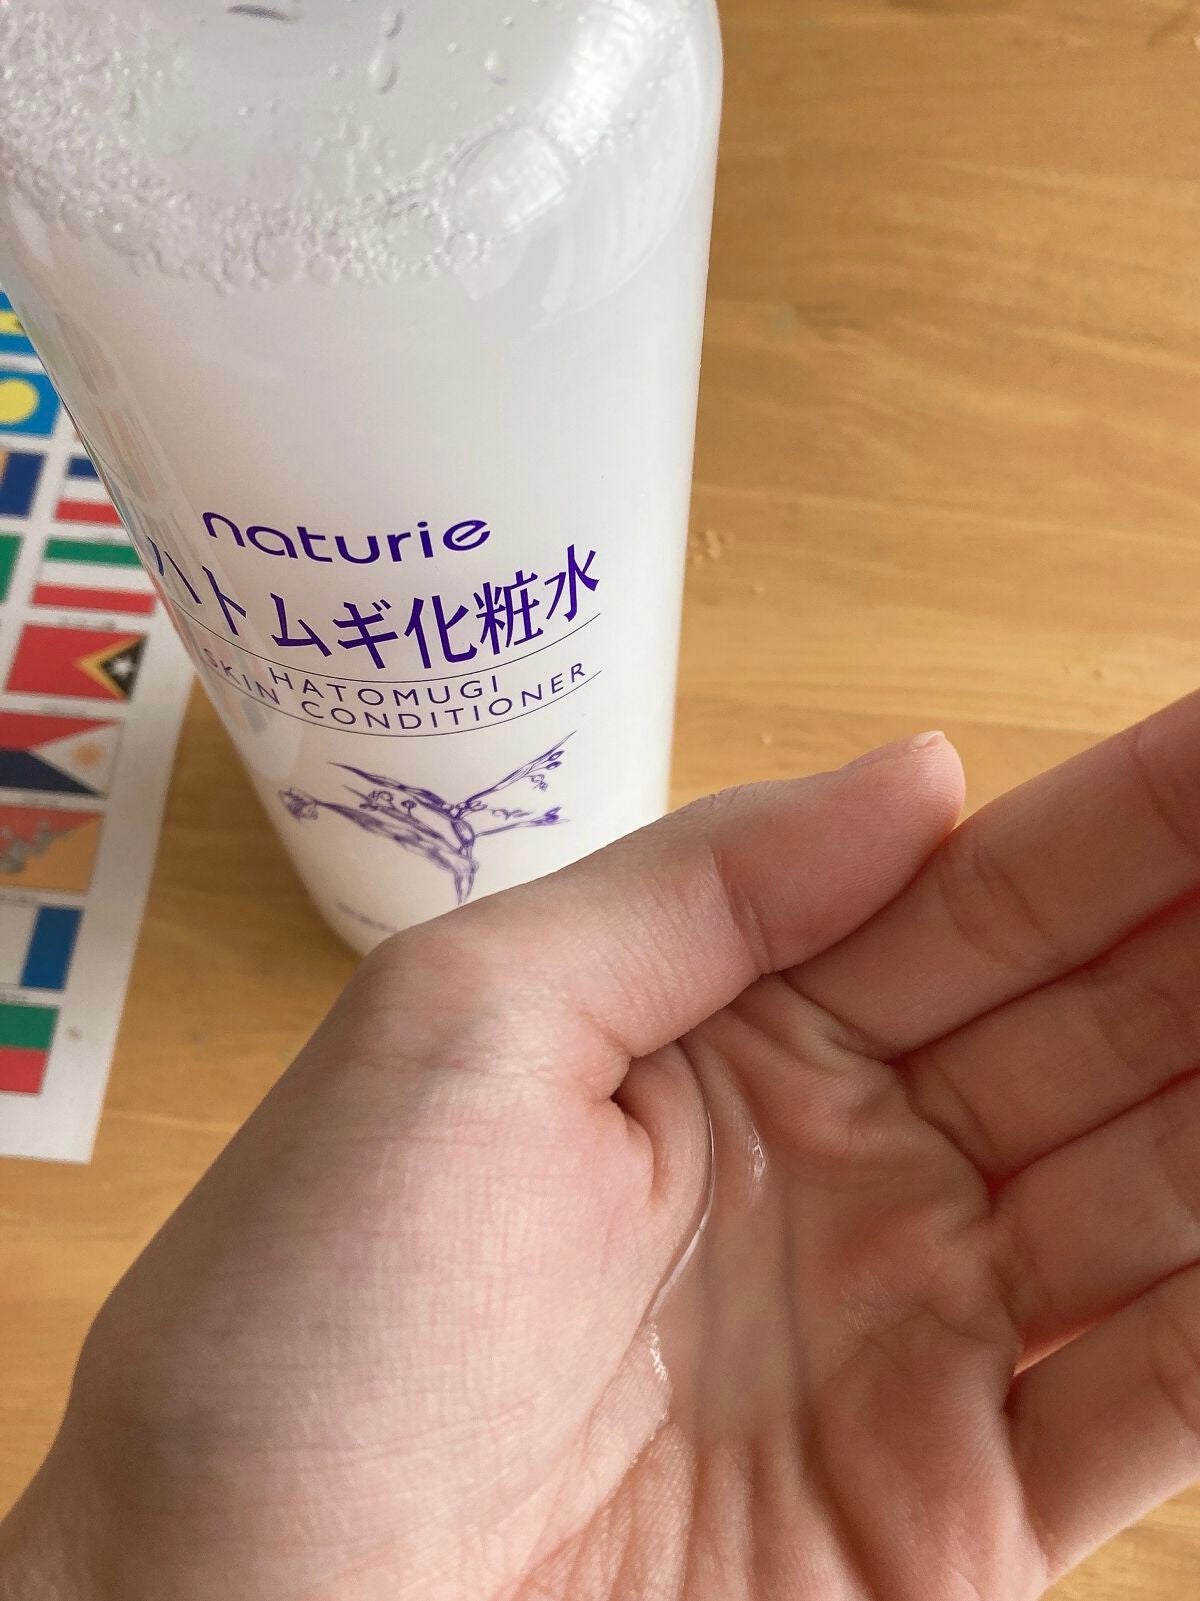 naturie
ハトムギ化粧水
HATOMUGI
SKIN CONDITIONER